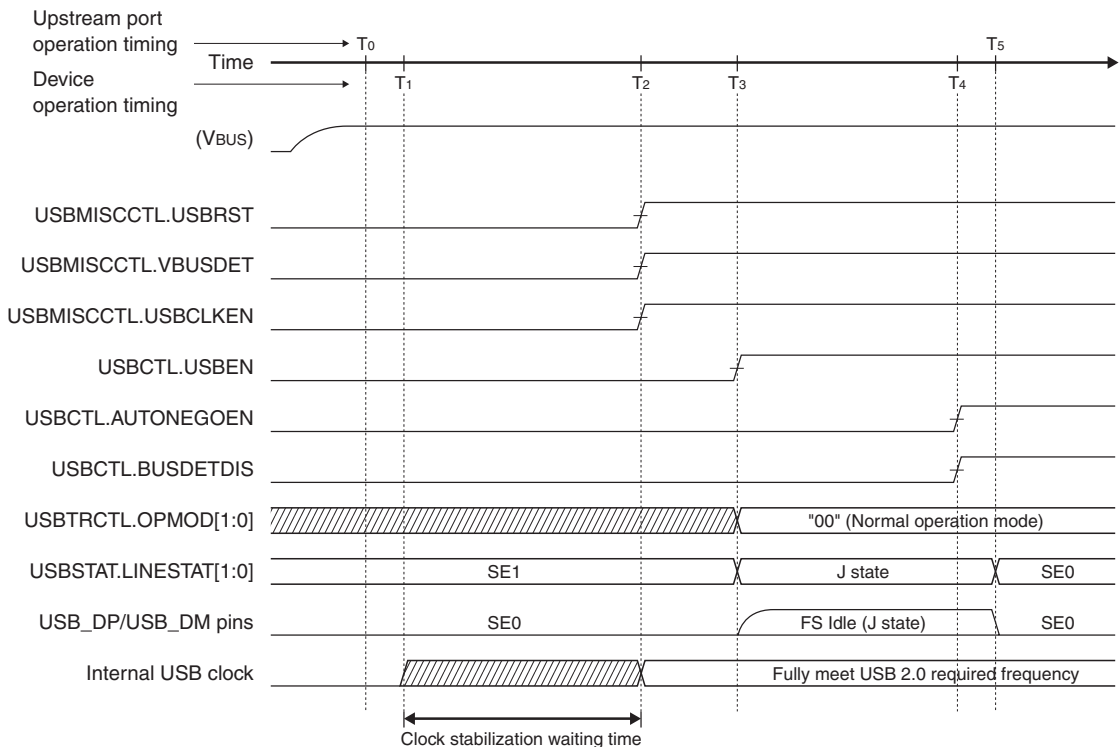 Upstream port
operation timing
T0
T5
Time
Device
operation timing
T1
T2
T3
T4
(VBUS)
USBMISCCTL.USBRST
USBMISCCTL.VBUSDET
USBMISCCTL.USBCLKEN
USBCTL.USBEN
USBCTL.AUTONEGOEN
USBCTL.BUSDETDIS
USBTRCTL.OPMOD[1:0]
"00" (Normal operation mode)
USBSTAT.LINESTAT[1:0]
SE1
J state
SE0
USB_DP/USB_DM pins
SE0
FS Idle (J state)
SE0
Internal USB clock
Fully meet USB 2.0 required frequency
Clock stabilization waiting time